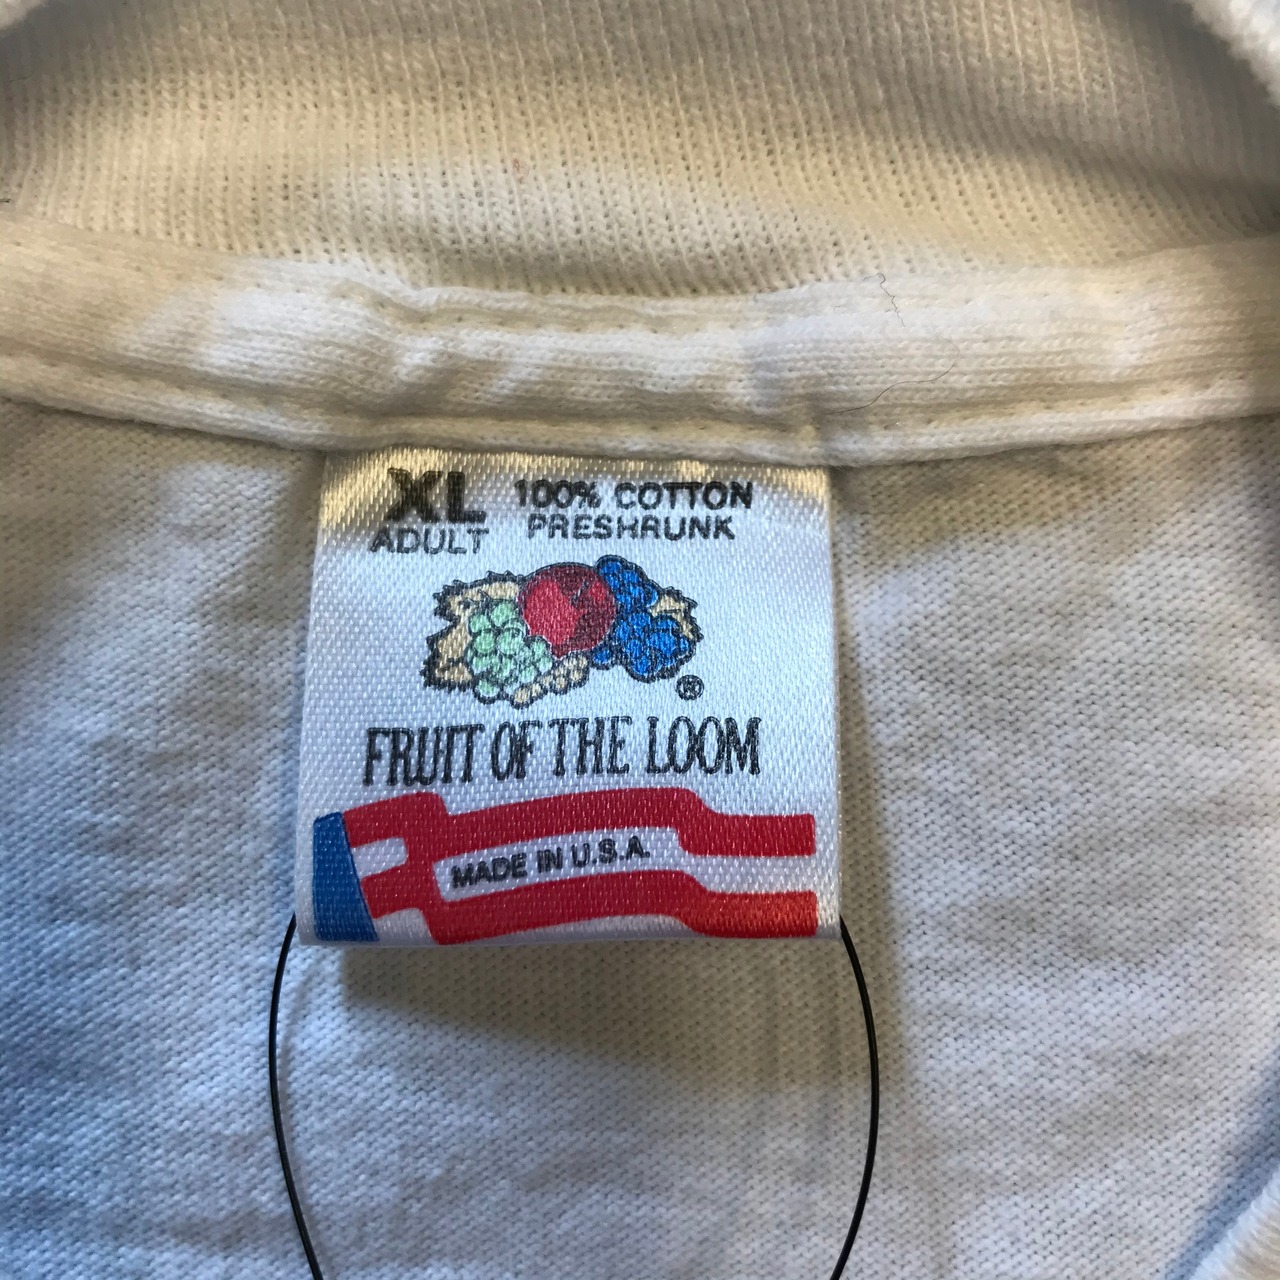 XL 100% COTTON
ADULT PRESHRUNK
®
FRUIT OF THE LOOM
MADE IN U.S.A.